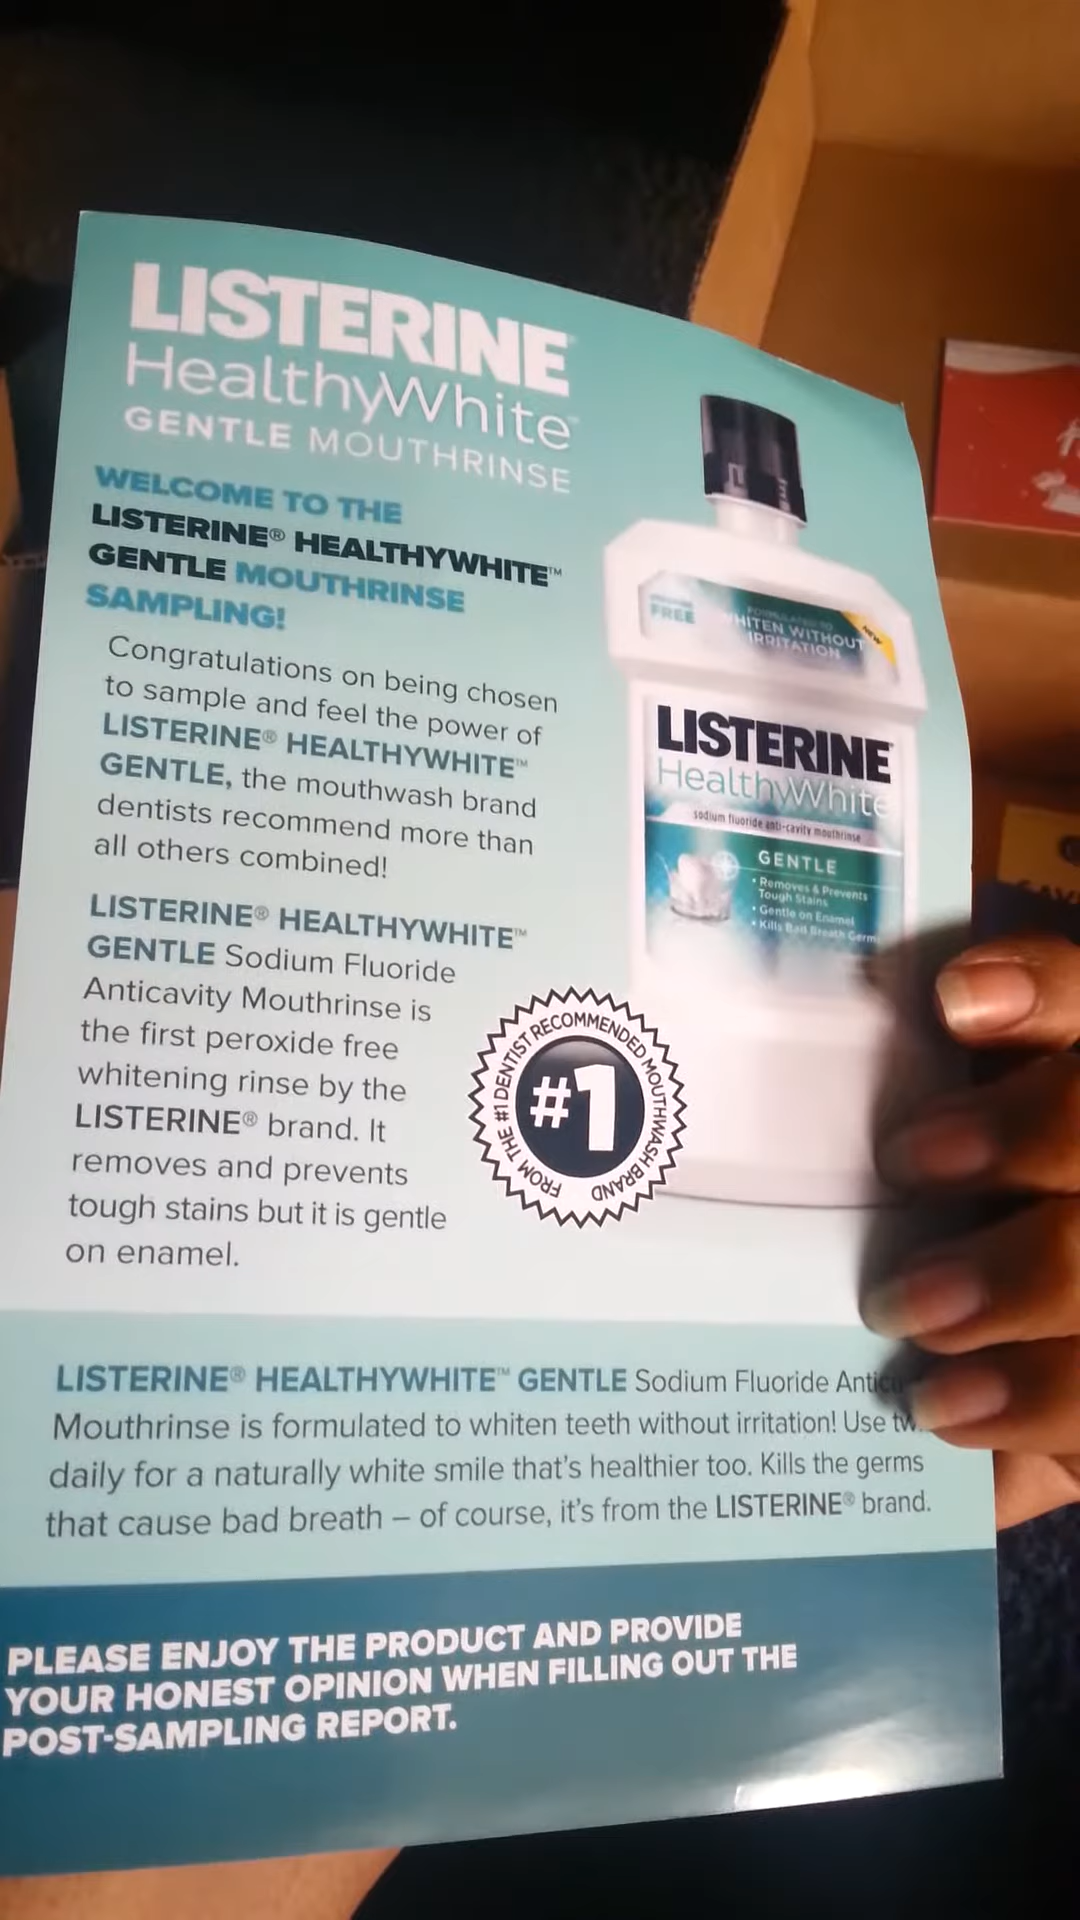 LISTERINE
HealthyWhite™
GENTLE MOUTHRINSE
WELCOME TO THE
LISTERINE® HEALTHYWHITE™
GENTLE MOUTHRINSE
SAMPLING!
Congratulations on being chosen
to sample and feel the power of
LISTERINE® HEALTHYWHITE™
GENTLE, the mouthwash brand
dentists recommend more than
all others combined!
LISTERINE® HEALTHYWHITE™
GENTLE Sodium Fluoride
Anticavity Mouthrinse is
the first peroxide free
whitening rinse by the
LISTERINE® brand. It
removes and prevents
tough stains but it is gentle
on enamel.
FREE
FORMULATED TO
WHITEN WITHOUT
IRRITATION
NEW
LISTERINE
HealthyWhite
sodium fluoride anti-cavity mouthrinse
GENTLE
• Removes & Prevents
Tough Stains
• Gentle on Enamel
• Kills Bad Breath Germ
FROM THE #1 DENTIST RECOMMENDED MOUTHWASH BRAND
#1
LISTERINE® HEALTHYWHITE™ GENTLE Sodium Fluoride Antic
Mouthrinse is formulated to whiten teeth without irritation! Use tw
daily for a naturally white smile that's healthier too. Kills the germs
that cause bad breath – of course, it's from the LISTERINE® brand.
PLEASE ENJOY THE PRODUCT AND PROVIDE
YOUR HONEST OPINION WHEN FILLING OUT THE
POST-SAMPLING REPORT.